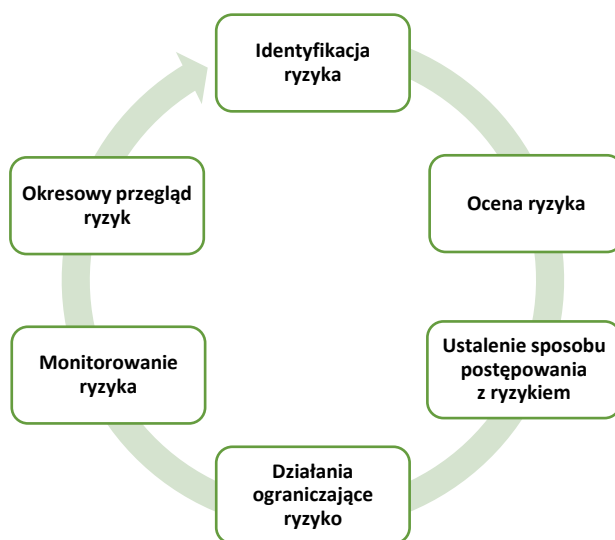 Identyfikacja
ryzyka
Ocena ryzyka
Ustalenie sposobu
postępowania
z ryzykiem
Działania
ograniczające
ryzyko
Monitorowanie
ryzyka
Okresowy przegląd
ryzyk